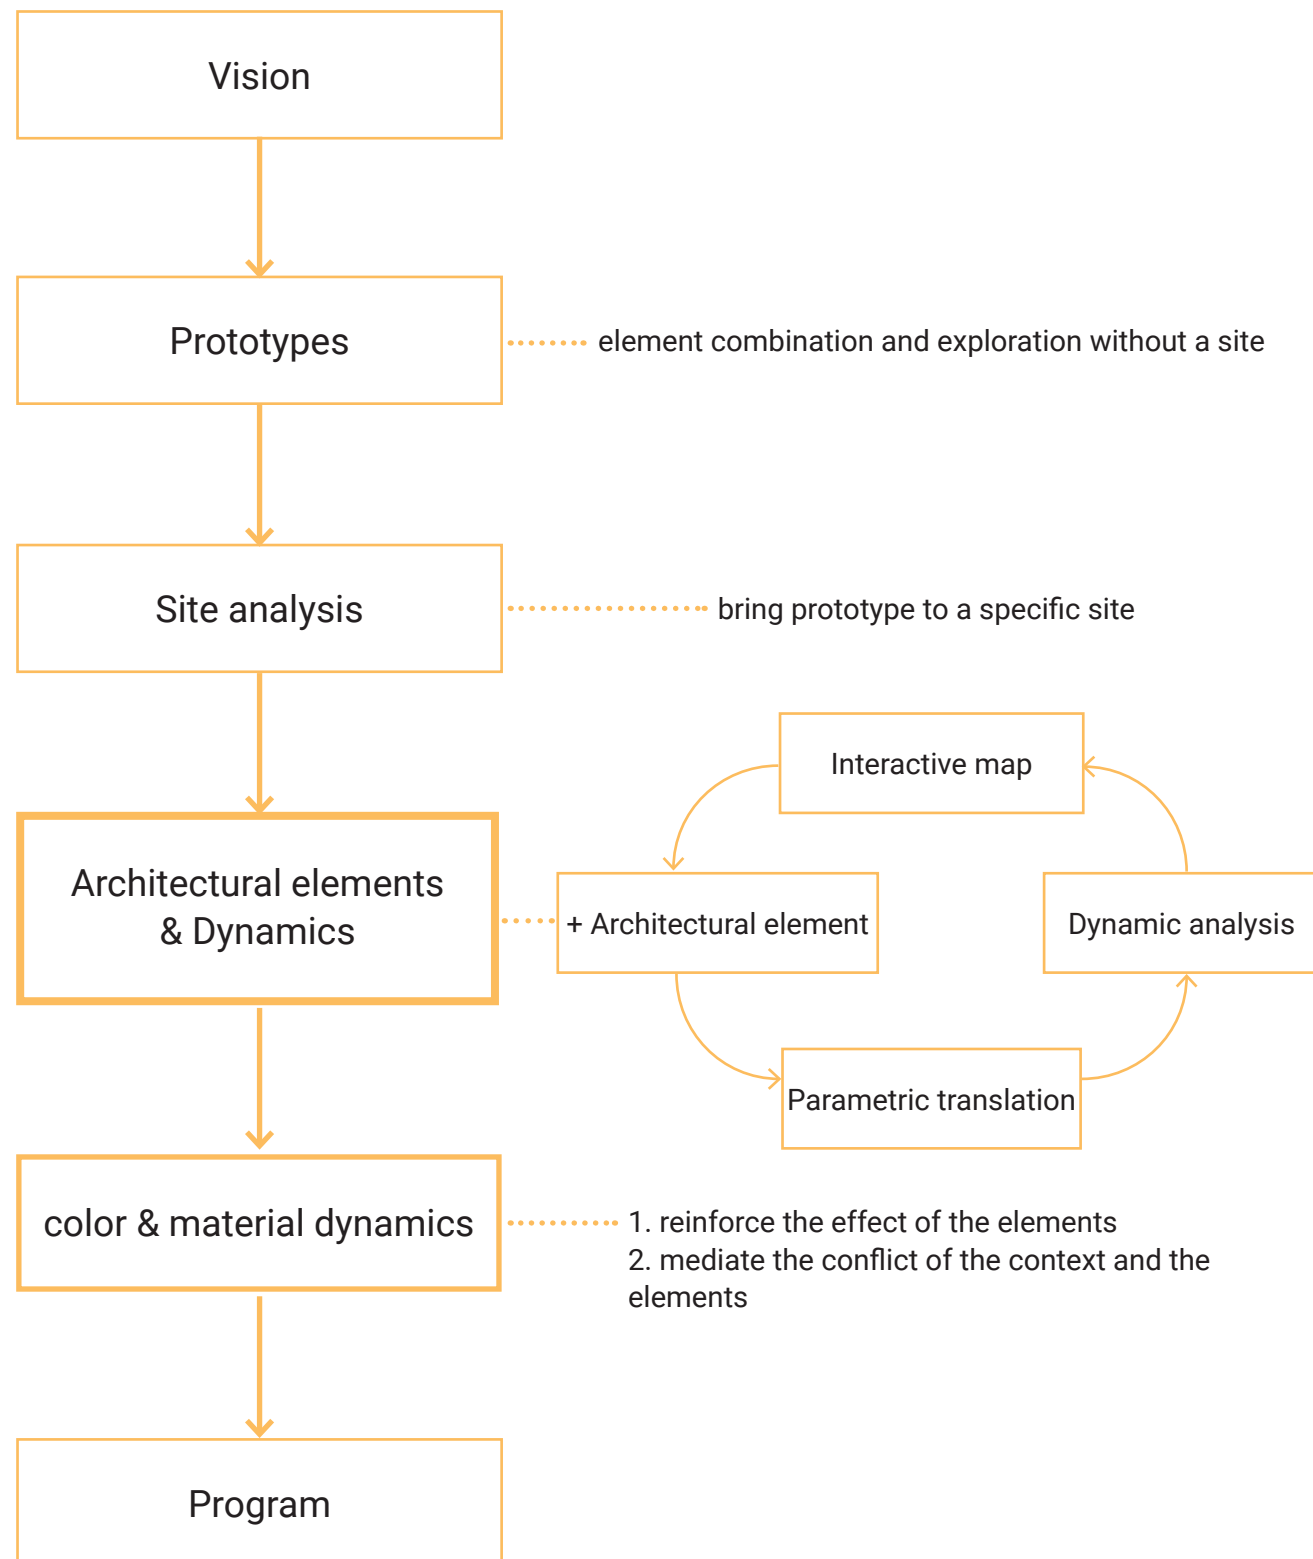 Vision
Prototypes
element combination and exploration without a site
Site analysis
bring prototype to a specific site
Interactive map
Architectural elements
& Dynamics
+ Architectural element
Dynamic analysis
Parametric translation
color & material dynamics
1. reinforce the effect of the elements
2. mediate the conflict of the context and the
elements
Program